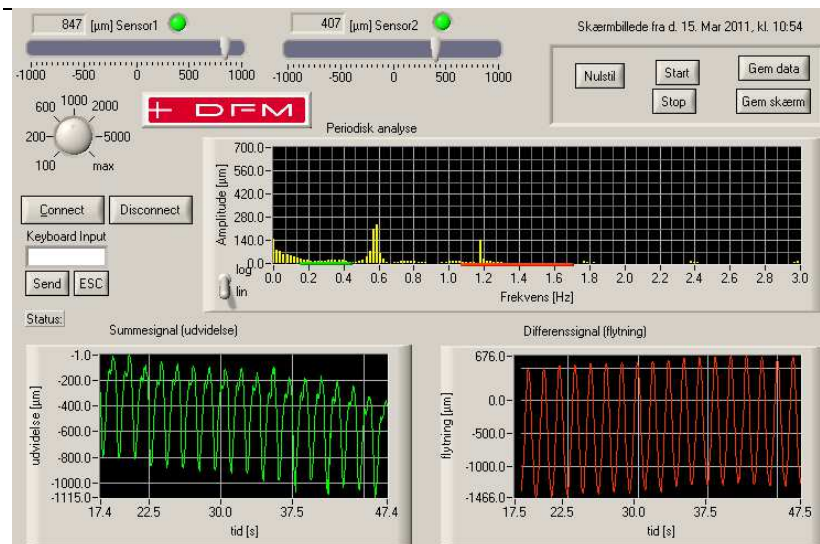 847 [µm] Sensor1
407 [µm] Sensor2
Skærmbillede fra d. 15. Mar 2011, kl. 10:54
-1000 -500 0 500 1000
-1000 -500 0 500 1000
Nulstil
Start
Stop
Gem data
Gem skærm
600 1000 2000
200 5000
100 max
DFM
Periodisk analyse
Connect
Disconnect
Keyboard Input
Send
ESC
Status:
Amplitude [µm]
700.0
560.0
420.0
280.0
140.0
0.0
log
lin
0.0 0.2 0.4 0.6 0.8 1.0 1.2 1.4 1.6 1.8 2.0 2.2 2.4 2.6 2.8 3.0
Frekvens [Hz]
Summesignal (udvidelse)
udvidelse [µm]
-1.0
-200.0
-400.0
-600.0
-800.0
-1000.0
-1115.0
17.4 22.5 30.0 37.5 47.4
tid [s]
Differenssignal (flytning)
flytning [µm]
676.0
0.0
-500.0
-1000.0
-1466.0
17.5 22.5 30.0 37.5 47.5
tid [s]